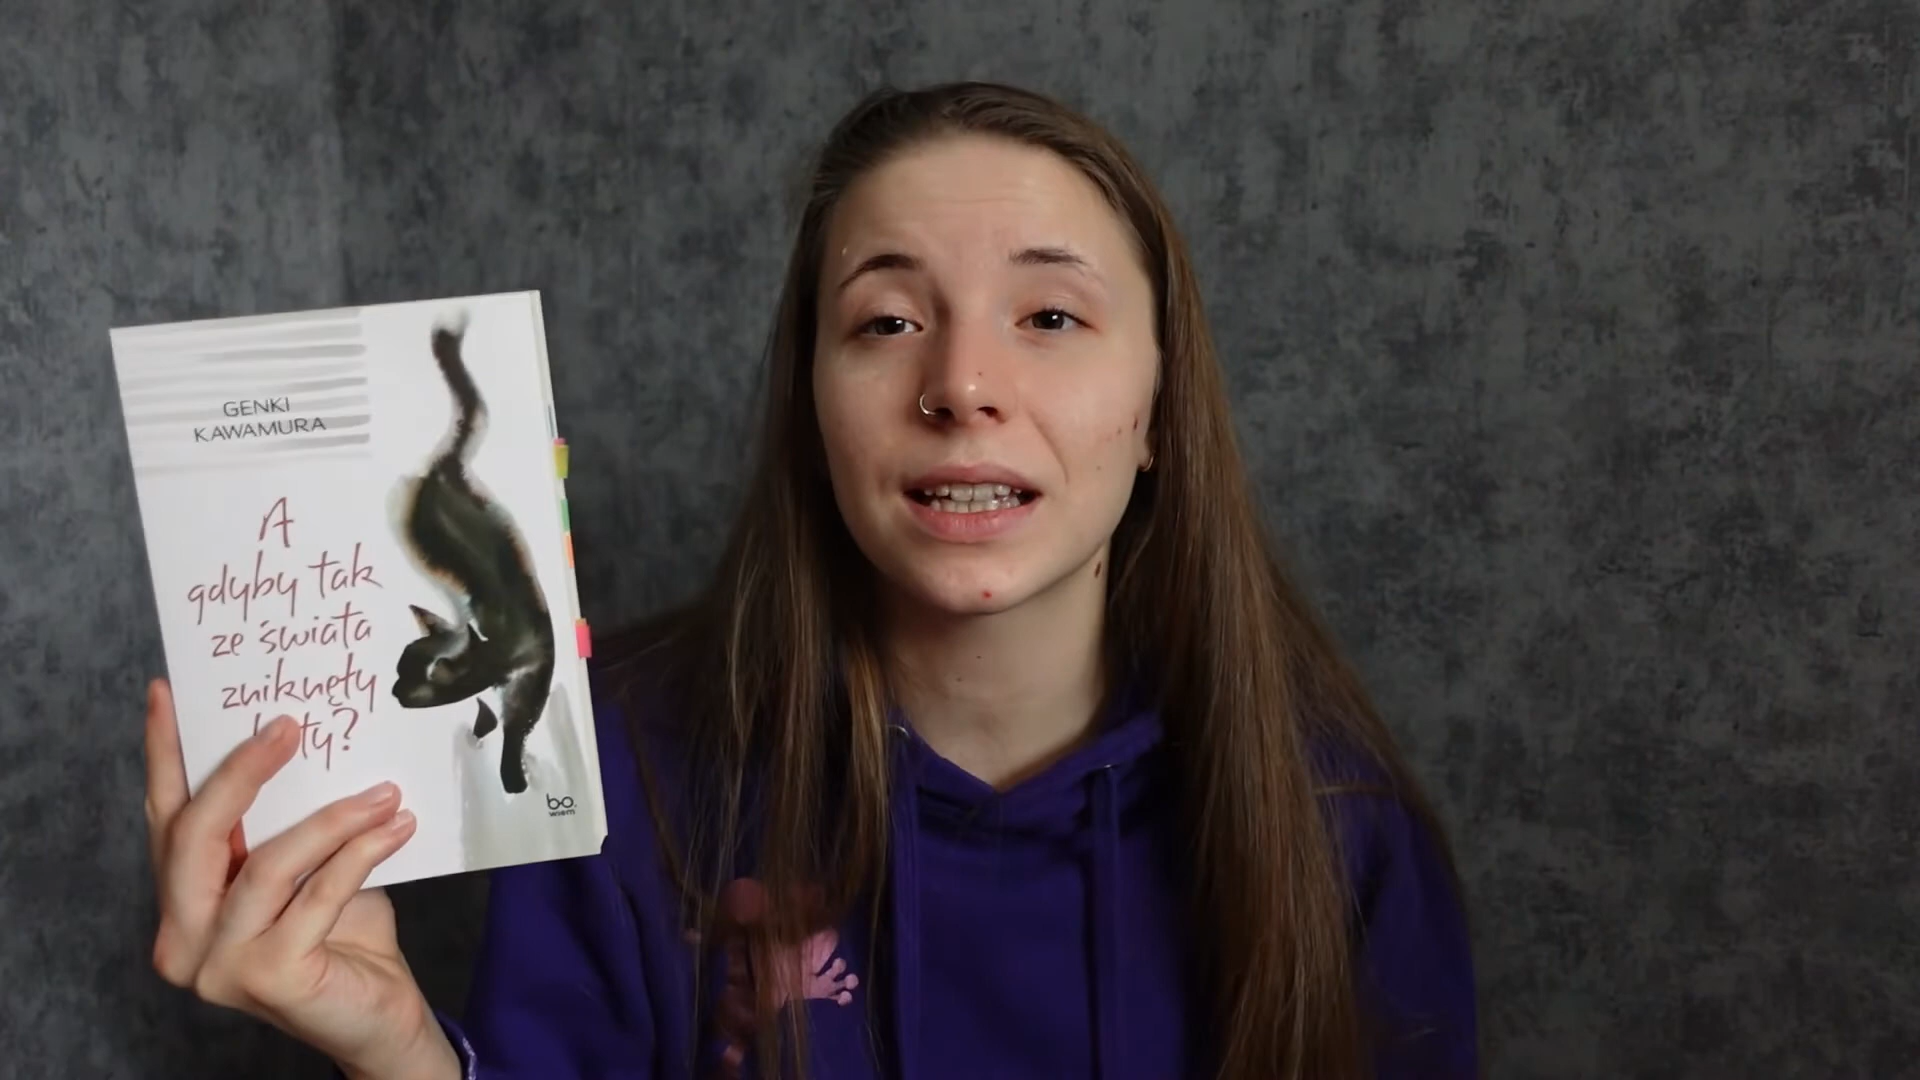 GENKI
KAWAMURA
A
gdyby tak
ze świata
zniknęły
bo.
wiem